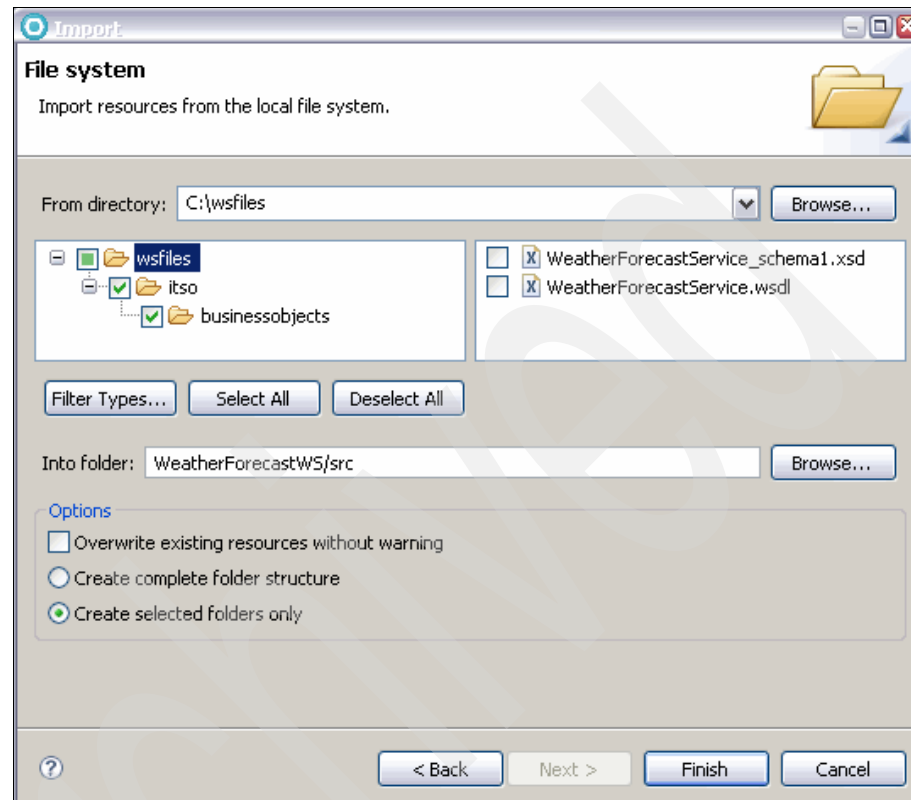 Import
File system
Import resources from the local file system.
From directory: C:\wsfiles Browse...
wsfiles
itso
businessobjects
WeatherForecastService_schema1.xsd
WeatherForecastService.wsdl
Filter Types... Select All Deselect All
Into folder: WeatherForecastWS/src Browse...
Options
Overwrite existing resources without warning
Create complete folder structure
Create selected folders only
? < Back Next > Finish Cancel